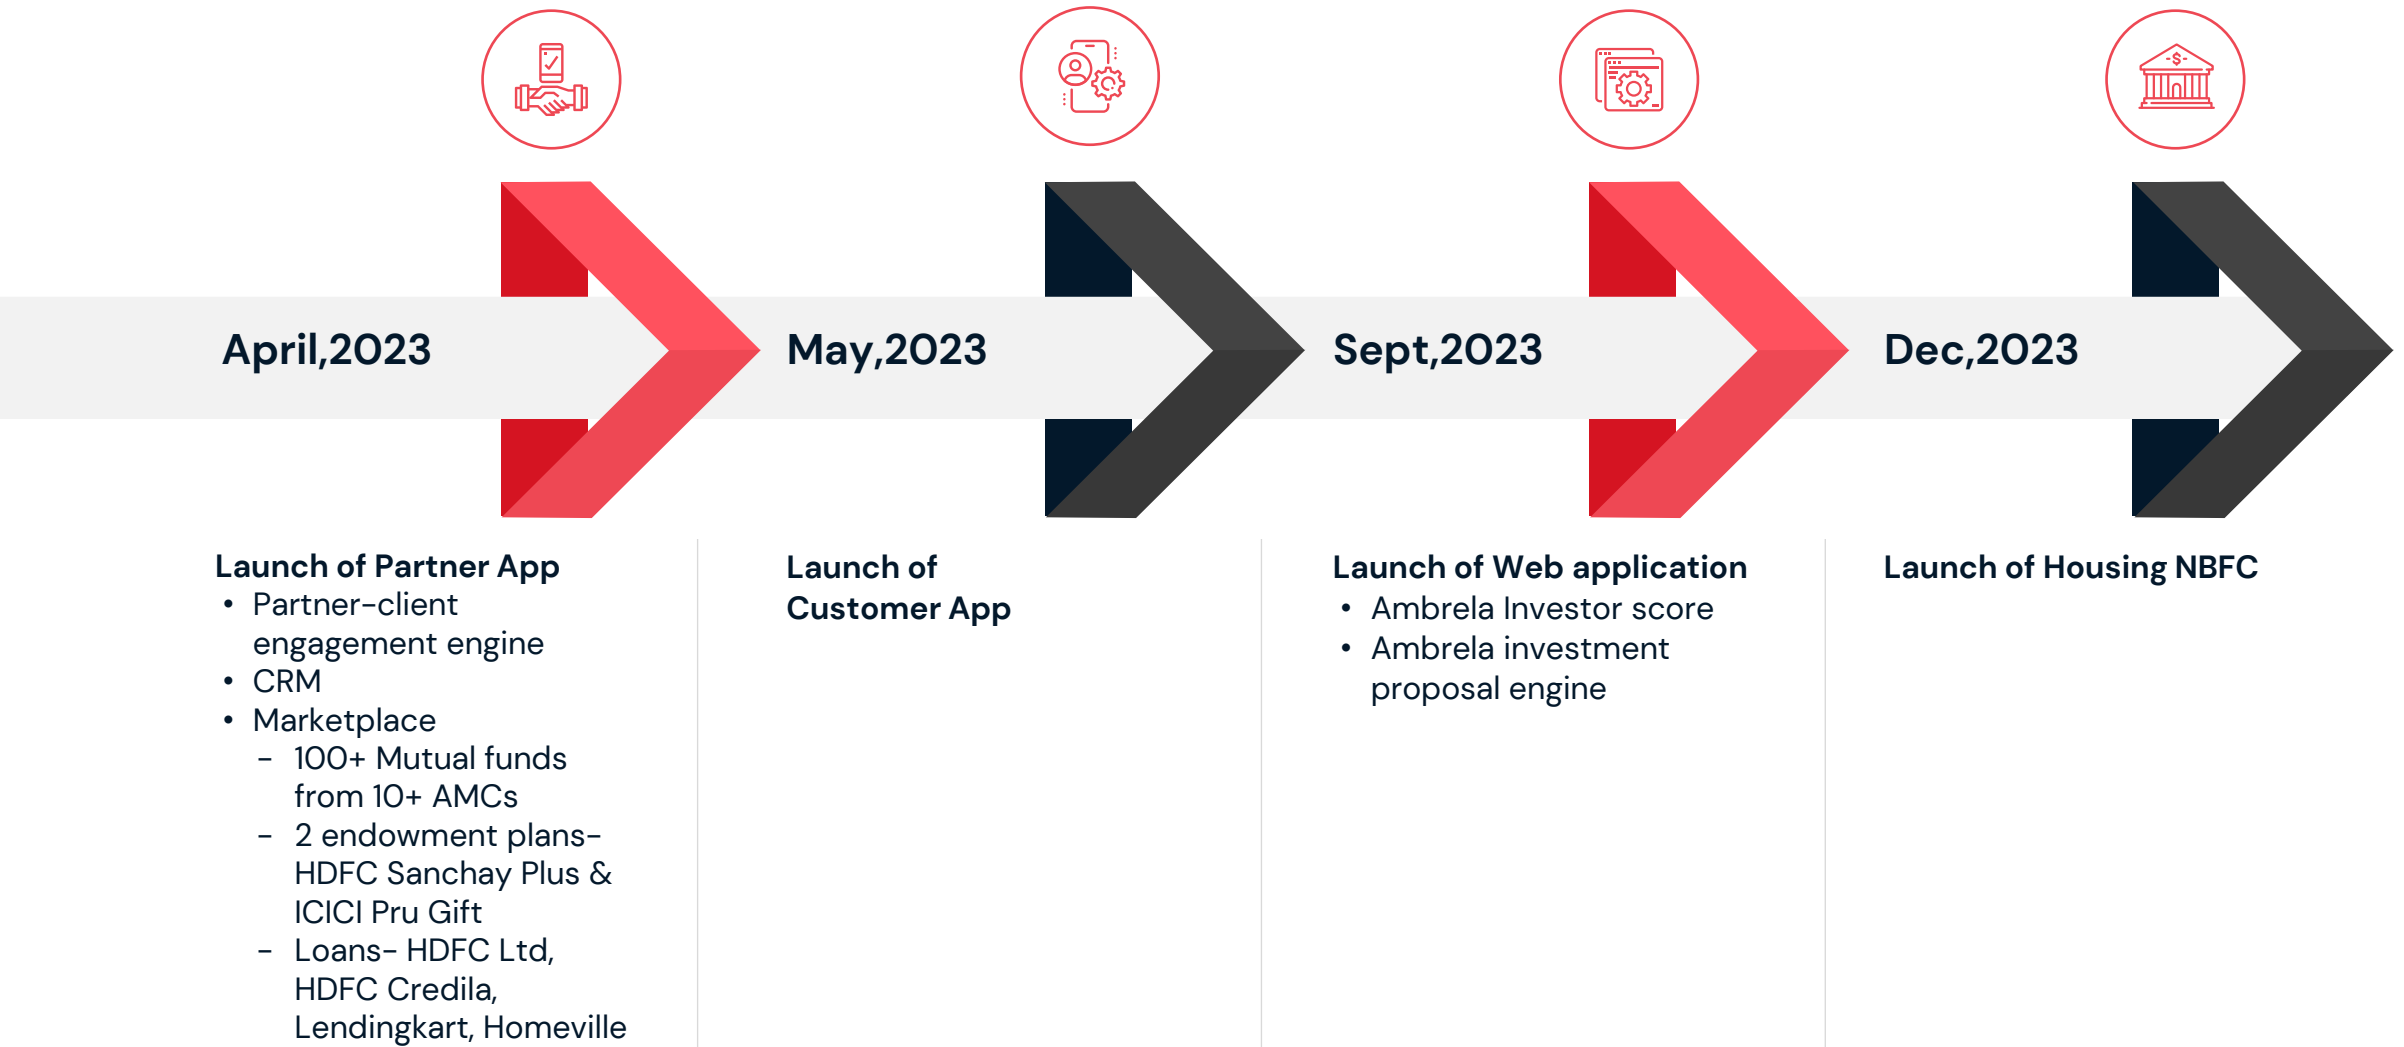 April,2023
May,2023
Sept,2023
Dec,2023
Launch of Partner App
• Partner-client
engagement engine
• CRM
• Marketplace
- 100+ Mutual funds
from 10+ AMCs
- 2 endowment plans-
HDFC Sanchay Plus &
ICICI Pru Gift
- Loans- HDFC Ltd,
HDFC Credila,
Lendingkart, Homeville
Launch of
Customer App
Launch of Web application
• Ambrela Investor score
• Ambrela investment
proposal engine
Launch of Housing NBFC